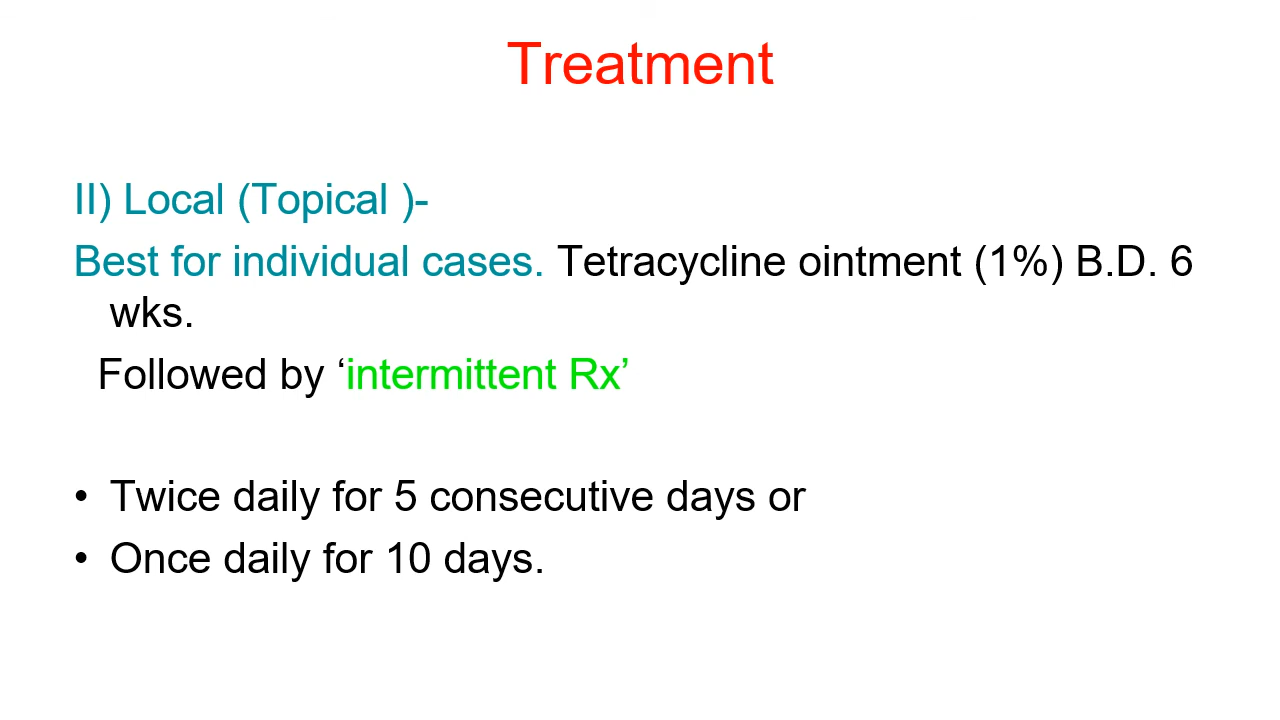 Treatment
II) Local (Topical )-
Best for individual cases. Tetracycline ointment (1%) B.D. 6
wks.
Followed by ‘intermittent Rx’
• Twice daily for 5 consecutive days or
• Once daily for 10 days.